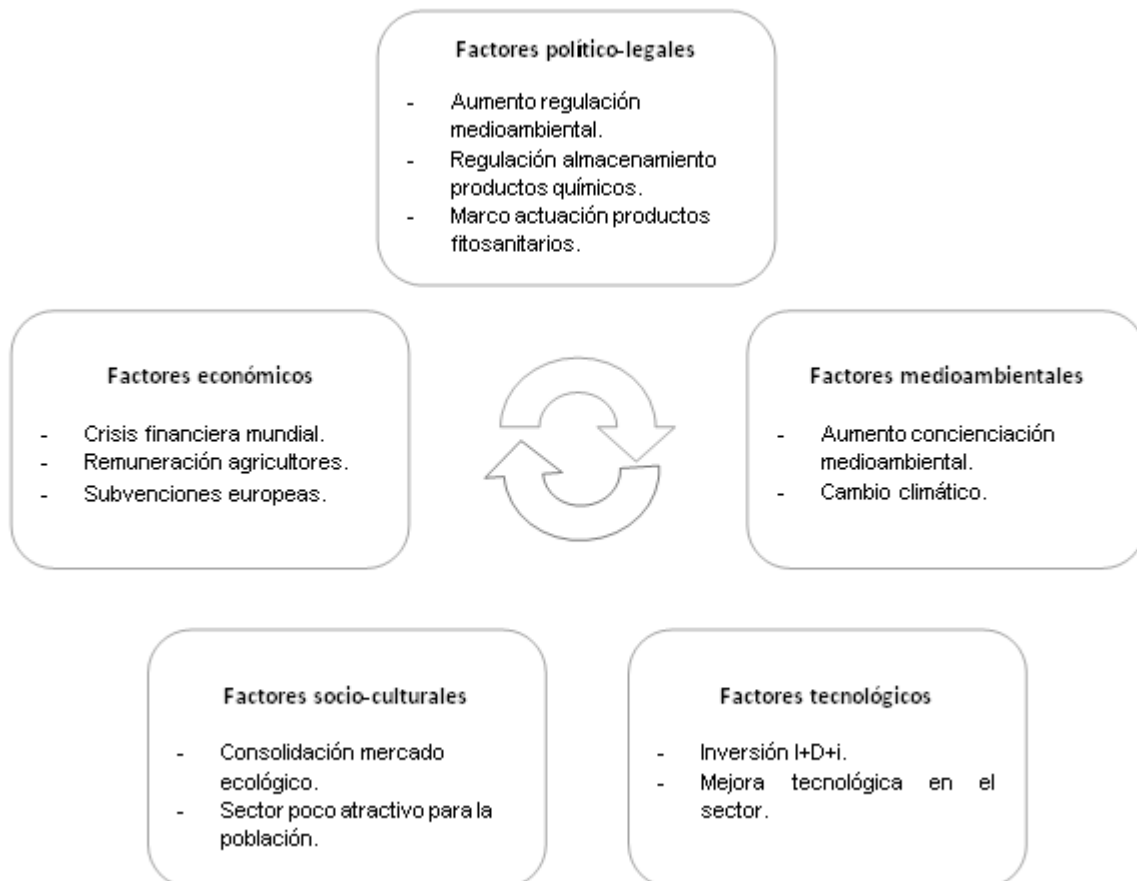 Factores político-legales
- Aumento regulación
medioambiental.
- Regulación almacenamiento
productos químicos.
- Marco actuación productos
fitosanitarios.
Factores económicos
- Crisis financiera mundial.
- Remuneración agricultores.
- Subvenciones europeas.
Factores medioambientales
- Aumento concienciación
medioambiental.
- Cambio climático.
Factores socio-culturales
- Consolidación mercado
ecológico.
- Sector poco atractivo para la
población.
Factores tecnológicos
- Inversión I+D+i.
- Mejora tecnológica en el
sector.